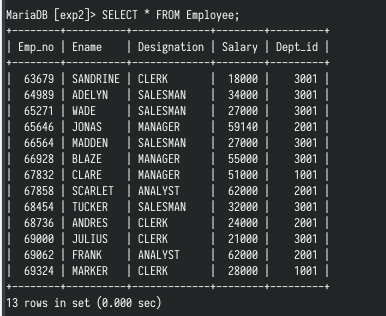 MariaDB [exp2]> SELECT * FROM Employee;
+--------+----------+-------------+--------+---------+
| Emp_no | Ename    | Designation | Salary | Dept_id |
+--------+----------+-------------+--------+---------+
|  63679 | SANDRINE | CLERK       |  18000 |    3001 |
|  64989 | ADELYN   | SALESMAN    |  34000 |    3001 |
|  65271 | WADE     | SALESMAN    |  27000 |    3001 |
|  65646 | JONAS    | MANAGER     |  59140 |    2001 |
|  66564 | MADDEN   | SALESMAN    |  27000 |    3001 |
|  66928 | BLAZE    | MANAGER     |  55000 |    3001 |
|  67832 | CLARE    | MANAGER     |  51000 |    1001 |
|  67858 | SCARLET  | ANALYST     |  62000 |    2001 |
|  68454 | TUCKER   | SALESMAN    |  32000 |    3001 |
|  68736 | ANDRES   | CLERK       |  24000 |    2001 |
|  69000 | JULIUS   | CLERK       |  21000 |    3001 |
|  69062 | FRANK    | ANALYST     |  62000 |    2001 |
|  69324 | MARKER   | CLERK       |  28000 |    1001 |
+--------+----------+-------------+--------+---------+
13 rows in set (0.000 sec)